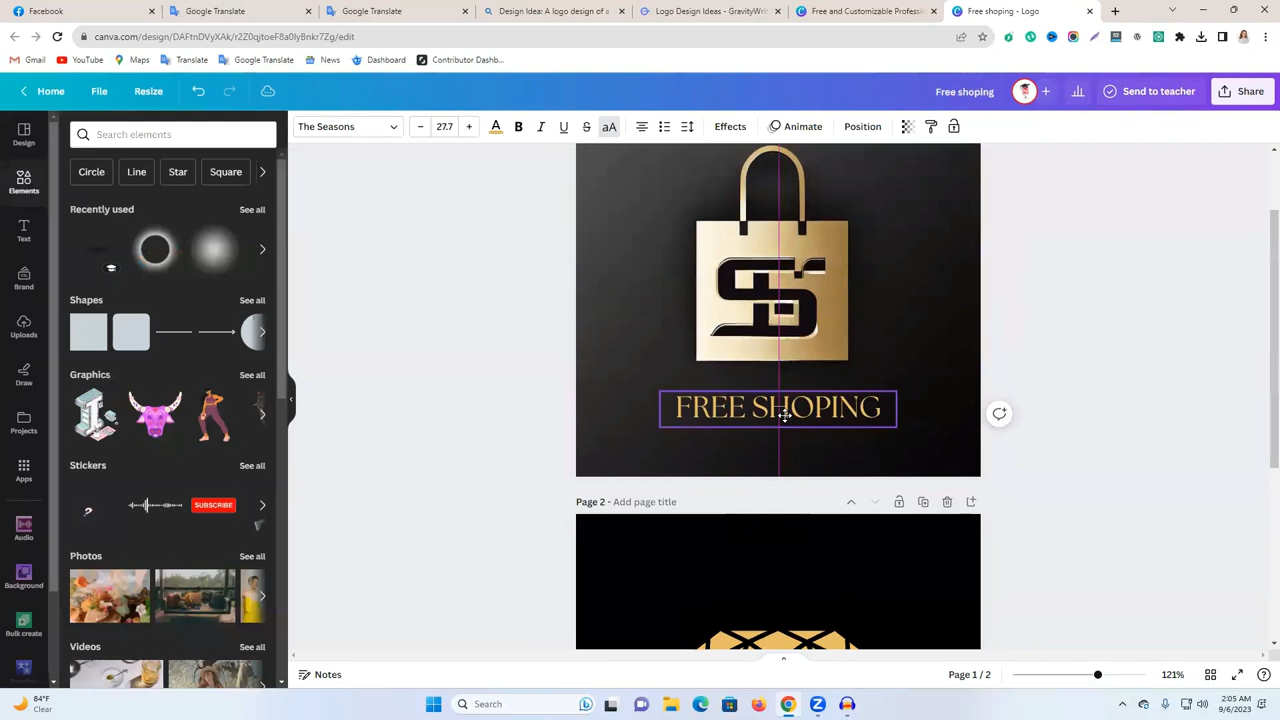 Facebook
Google Translate
Google Translate
Design Idea: A logo design of a
Logo Design Ideas - GravityWrit
Free and Customizable Professi
Free shoping - Logo
canva.com/design/DAFtnDVyXAk/r2Z0qjtoeF8a0lyBnkr7Zg/edit
Gmail
YouTube
Maps
Translate
Google Translate
News
Dashboard
Contributor Dashb...
Home
File
Resize
Free shoping
Send to teacher
Share
The Seasons
27.7
A
B
I
U
S
aA
Effects
Animate
Position
Design
Elements
Text
Brand
Uploads
Draw
Projects
Apps
Audio
Background
Bulk create
Search elements
Circle
Line
Star
Square
Recently used
See all
Shapes
See all
Graphics
See all
Stickers
See all
SUBSCRIBE
Photos
See all
Videos
See all
FREE SHOPING
Page 2 - Add page title
Notes
Page 1 / 2
121%
84°F
Clear
Search
2:05 AM
9/6/2023